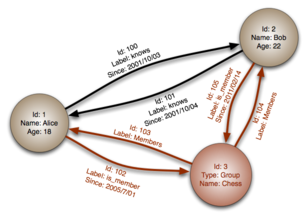 Id: 100
Label: knows
Since: 2001/10/03
Id: 2
Name: Bob
Age: 22
Id: 101
Label: knows
Since: 2001/10/04
Id: 105
Label: is_member
Since: 2011/02/14
Id: 104
Label: Members
Id: 1
Name: Alice
Age: 18
Id: 103
Label: Members
Id: 102
Label: is_member
Since: 2005/7/01
Id: 3
Type: Group
Name: Chess